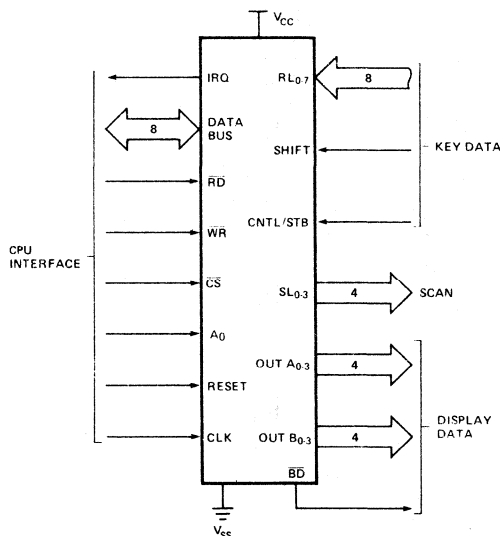 VCC
IRQ
RL0-7
8
8
DATA
BUS
KEY DATA
SHIFT
RD
CNTL/STB
WR
CPU
INTERFACE
CS
SL0-3
4
SCAN
A0
OUT A0-3
4
RESET
DISPLAY
DATA
CLK
OUT B0-3
4
BD
VSS